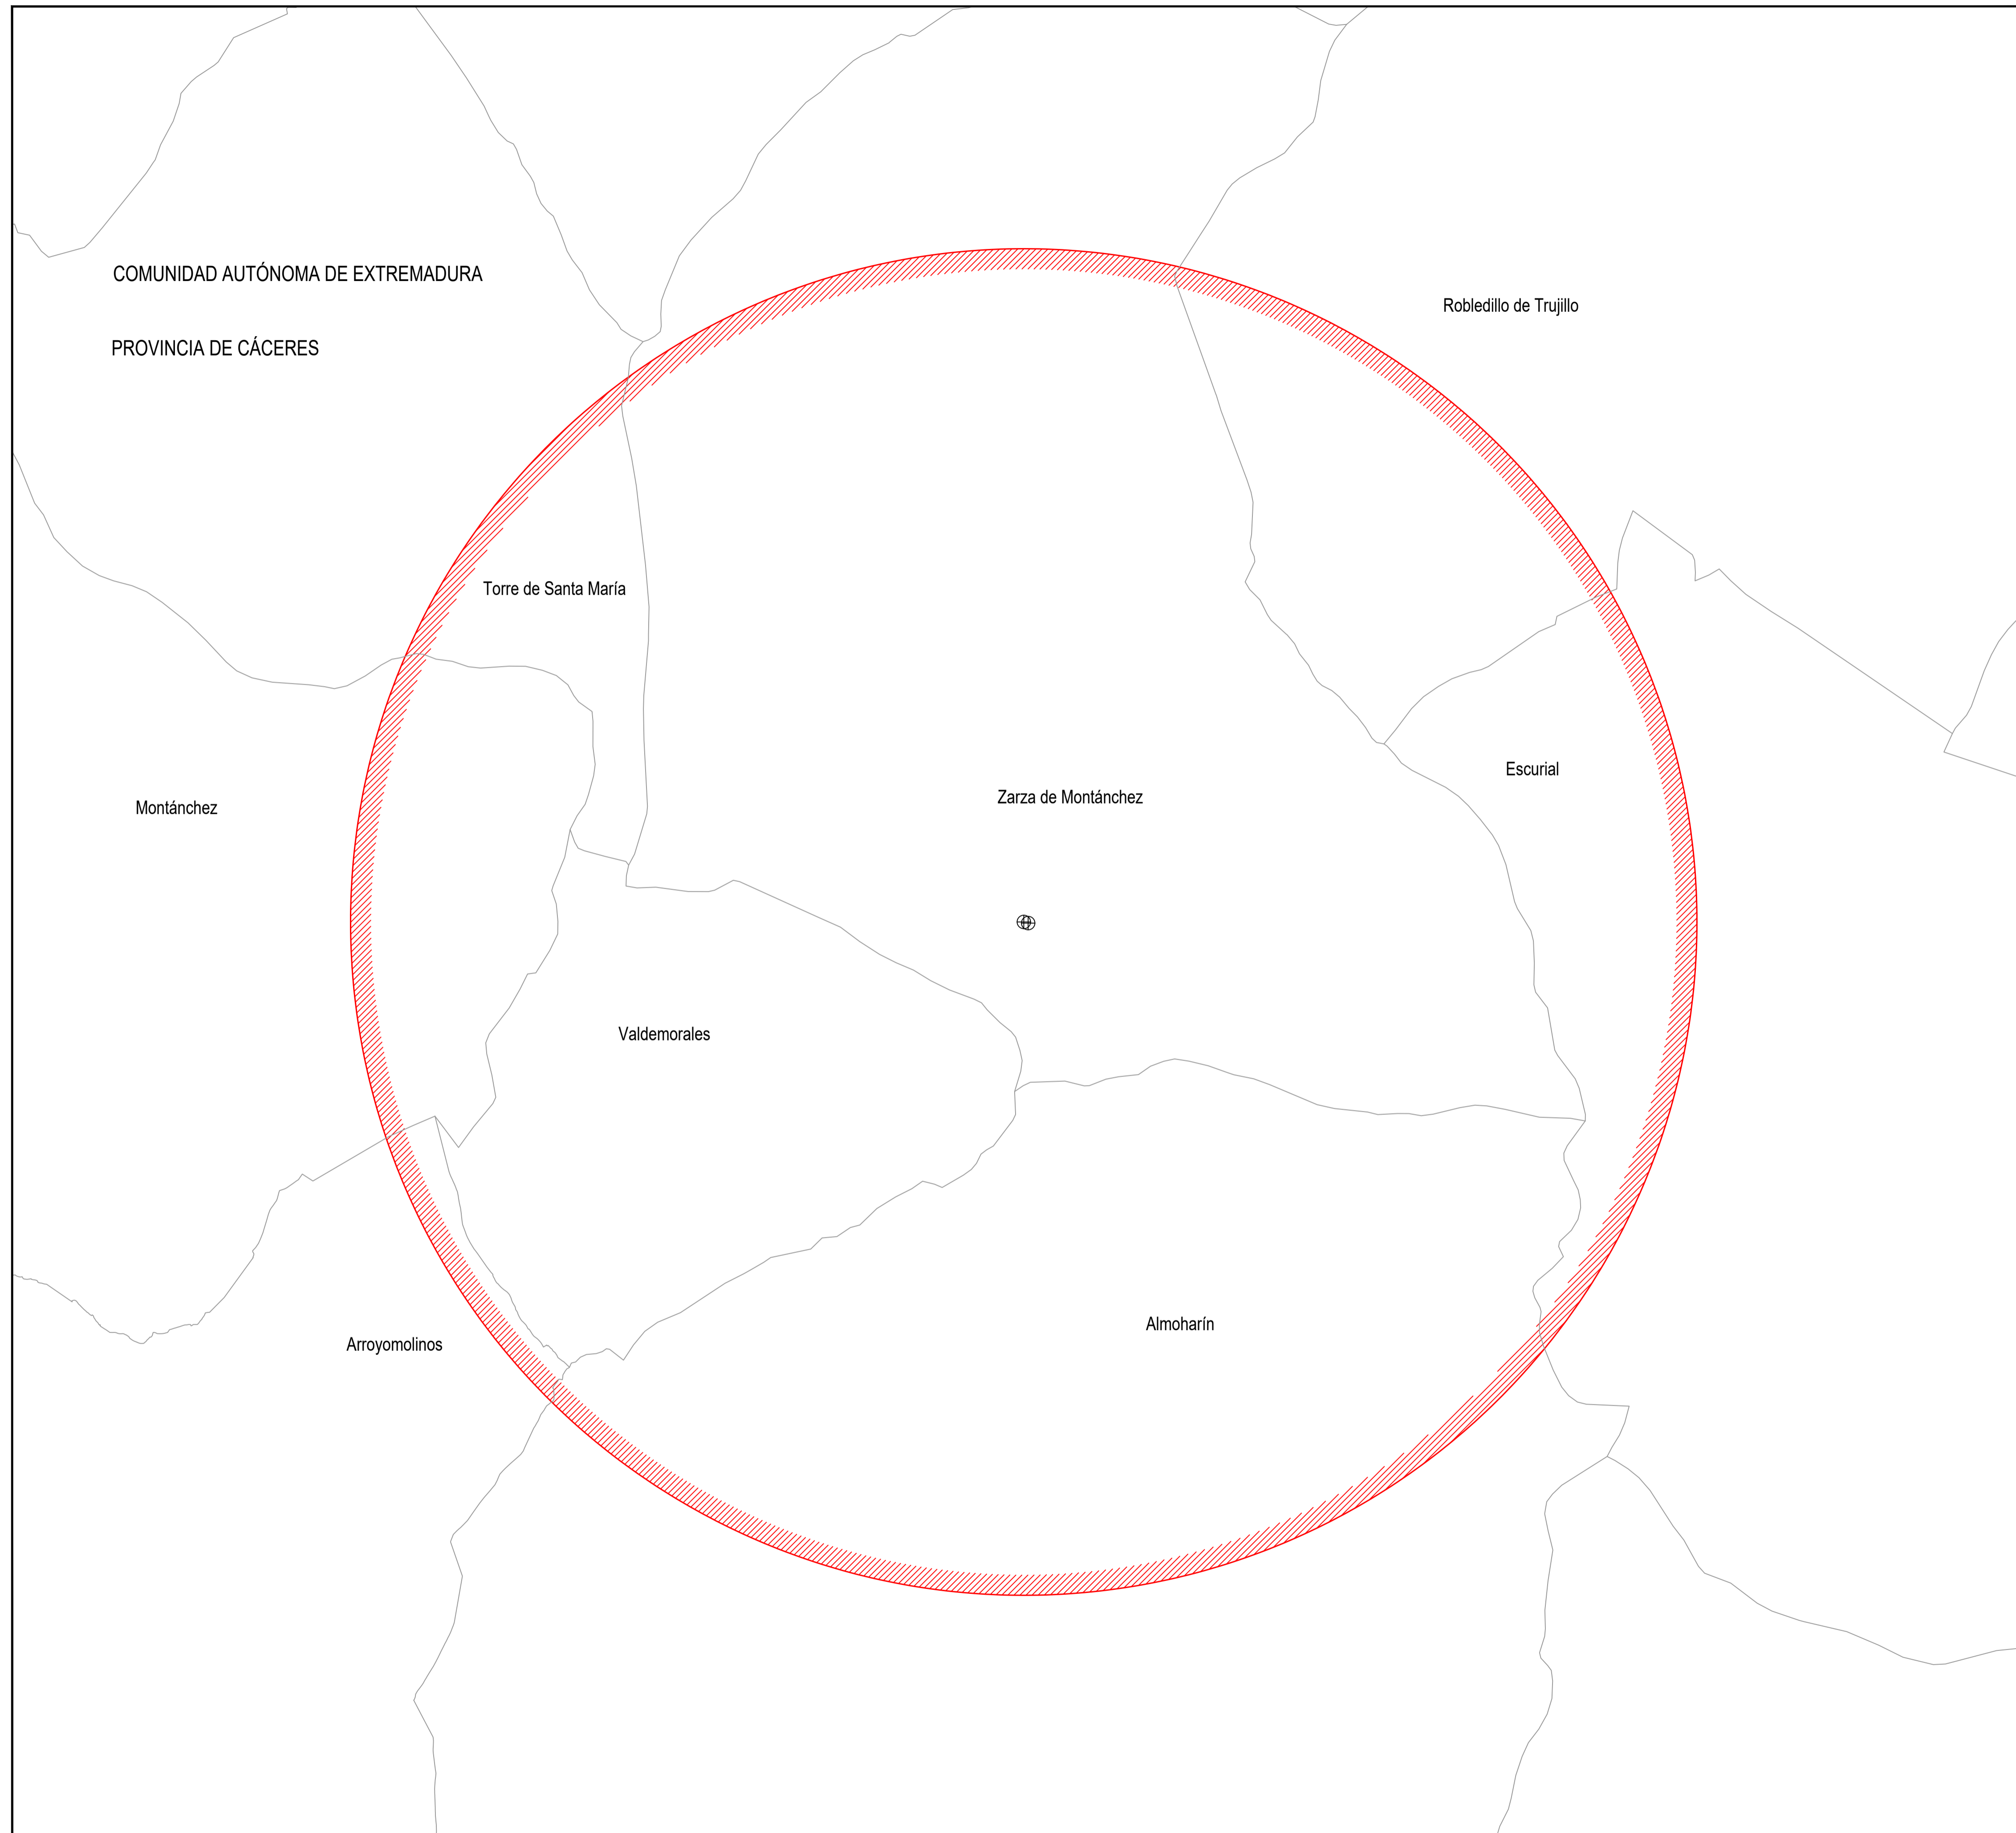 COMUNIDAD AUTÓNOMA DE EXTREMADURA
Robledillo de Trujillo
PROVINCIA DE CÁCERES
Torre de Santa María
Escurial
Zarza de Montánchez
Montánchez
Valdemorales
Almoharín
Arroyomolinos